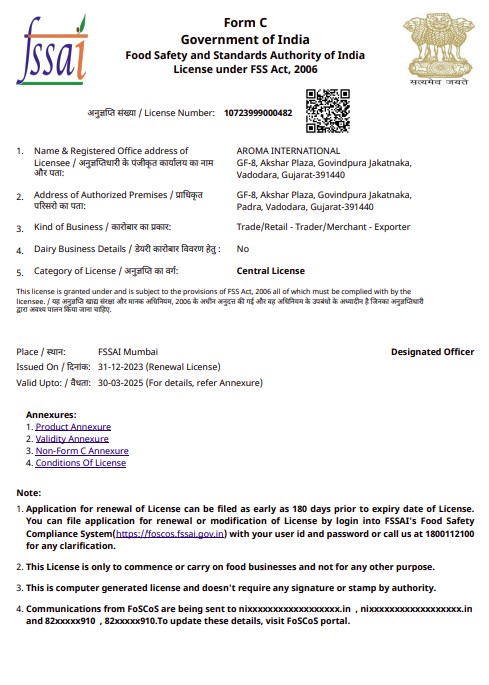 fssai
Form C
Government of India
Food Safety and Standards Authority of India
License under FSS Act, 2006
सत्यमेव जयते
अनुज्ञप्ति संख्या / License Number: 10723999000482
1. Name & Registered Office address of AROMA INTERNATIONAL
Licensee / अनुज्ञप्तिधारी के पंजीकृत कार्यालय का नाम GF-8, Akshar Plaza, Govindpura Jakatnaka,
और पता: Vadodara, Gujarat-391440
2. Address of Authorized Premises / प्राधिकृत GF-8, Akshar Plaza, Govindpura Jakatnaka,
परिसरो का पता: Padra, Vadodara, Gujarat-391440
3. Kind of Business / कारोबार का प्रकार: Trade/Retail - Trader/Merchant - Exporter
4. Dairy Business Details / डेयरी कारोबार विवरण हेतु : No
5. Category of License / अनुज्ञप्ति का वर्ग: Central License
This license is granted under and is subject to the provisions of FSS Act, 2006 all of which must be complied with by the
licensee. / यह अनुज्ञप्ति खाद्य संरक्षा और मानक अधिनियम, 2006 के अधीन अनुदत्त की गई और वह अधिनियम के उपबंधो के अध्यादीन है जिनका अनुज्ञप्तिधारी
द्वारा अवश्य पालन किया जाना चाहिए.
Place / स्थान: FSSAI Mumbai Designated Officer
Issued On / दिनांक: 31-12-2023 (Renewal License)
Valid Upto: / वैधता: 30-03-2025 (For details, refer Annexure)
Annexures:
1. Product Annexure
2. Validity Annexure
3. Non-Form C Annexure
4. Conditions Of License
Note:
1. Application for renewal of License can be filed as early as 180 days prior to expiry date of License.
You can file application for renewal or modification of License by login into FSSAI's Food Safety
Compliance System(https://foscos.fssai.gov.in) with your user id and password or call us at 1800112100
for any clarification.
2. This License is only to commence or carry on food businesses and not for any other purpose.
3. This is computer generated license and doesn't require any signature or stamp by authority.
4. Communications from FoSCoS are being sent to nixxxxxxxxxxxxxxxxxx.in , nixxxxxxxxxxxxxxxxxx.in
and 82xxxxx910 , 82xxxxx910.To update these details, visit FoSCoS portal.